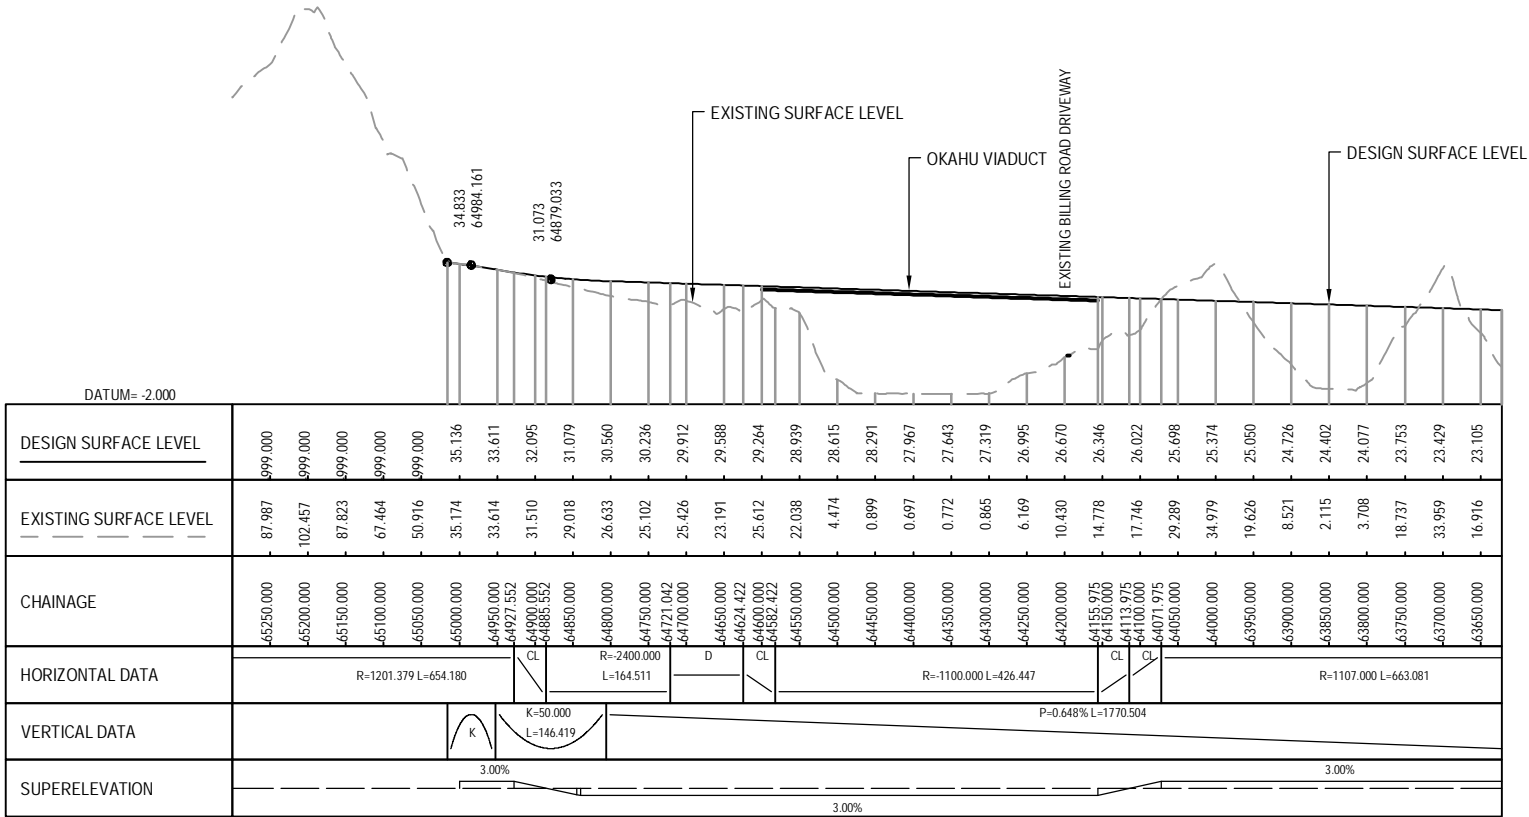 EXISTING SURFACE LEVEL
OKAHU VIADUCT
EXISTING BILLING ROAD DRIVEWAY
DESIGN SURFACE LEVEL
34.833
64984.161
31.073
64879.033
DATUM= -2.000
DESIGN SURFACE LEVEL
-999.000 -999.000 -999.000 -999.000 -999.000 35.136 33.611 32.095 31.079 30.560 30.236 29.912 29.588 29.264 28.939 28.615 28.291 27.967 27.643 27.319 26.995 26.670 26.346 26.022 25.698 25.374 25.050 24.726 24.402 24.077 23.753 23.429 23.105
EXISTING SURFACE LEVEL
87.987 102.457 87.823 67.464 50.916 35.174 33.614 31.510 29.018 26.633 25.102 25.426 23.191 25.612 22.038 4.474 0.899 0.697 0.772 0.865 6.169 10.430 14.778 17.746 29.289 34.979 19.626 8.521 2.115 3.708 18.737 33.959 16.916
CHAINAGE
65250.000 65200.000 65150.000 65100.000 65050.000 65000.000 64950.000 64927.552 64900.000 64885.552 64850.000 64800.000 64750.000 64721.042 64700.000 64650.000 64624.422 64600.000 64582.422 64550.000 64500.000 64450.000 64400.000 64350.000 64300.000 64250.000 64200.000 64155.975 64150.000 64113.975 64100.000 64071.975 64050.000 64000.000 63950.000 63900.000 63850.000 63800.000 63750.000 63700.000 63650.000
HORIZONTAL DATA
R=1201.379 L=654.180
CL
R=-2400.000
L=164.511
D
CL
R=-1100.000 L=426.447
CL
CL
R=1107.000 L=663.081
VERTICAL DATA
K
K=50.000
L=146.419
P=0.648% L=1770.504
SUPERELEVATION
3.00%
3.00%
3.00%